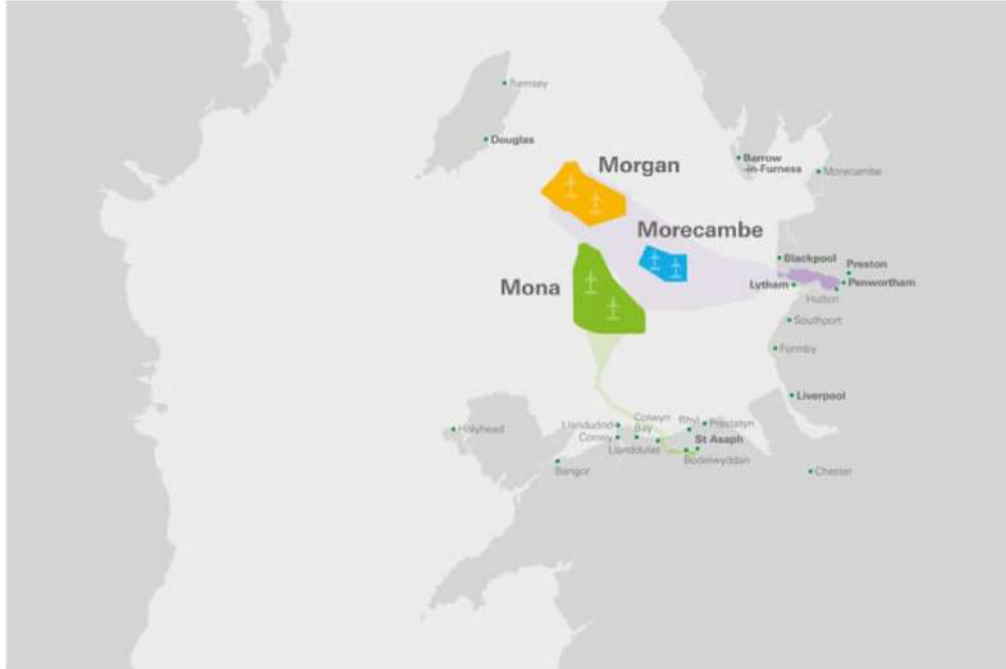 Ramsey
Douglas
Morgan
Barrow
-in-Furness
Morecambe
Morecambe
Mona
Blackpool
Preston
Lytham
Penwortham
Hutton
Southport
Formby
Liverpool
Holyhead
Llandudno
Colwyn
Bay
Rhyl
Prestatyn
Conwy
St Asaph
Llanddulas
Bodelwyddan
Bangor
Chester